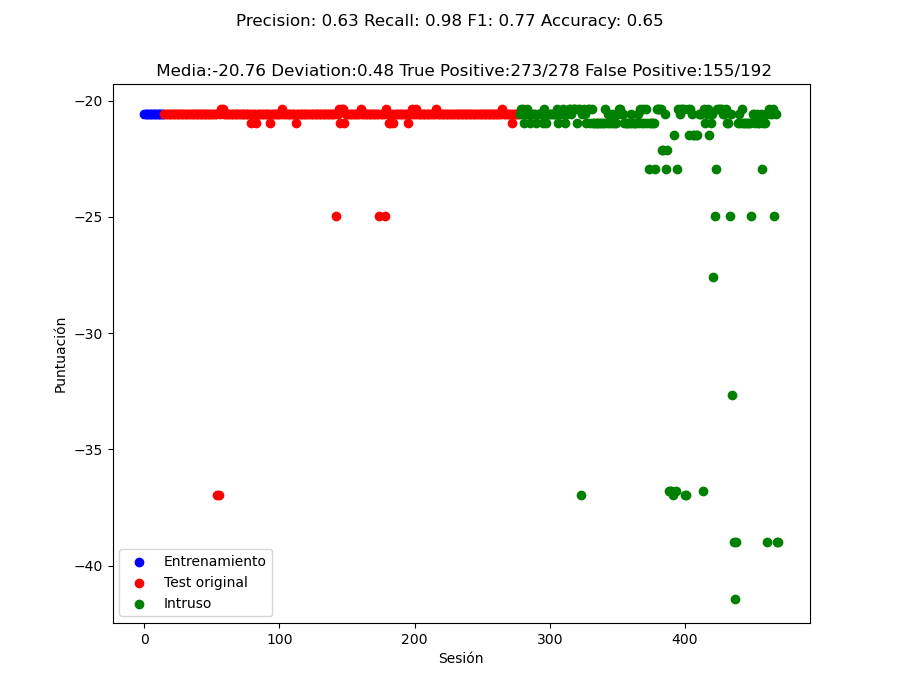 Precision: 0.63 Recall: 0.98 F1: 0.77 Accuracy: 0.65
Media:-20.76 Deviation:0.48 True Positive:273/278 False Positive:155/192
−20
−25
−30
−35
−40
Puntuación
Entrenamiento
Test original
Intruso
0
100
200
300
400
Sesión